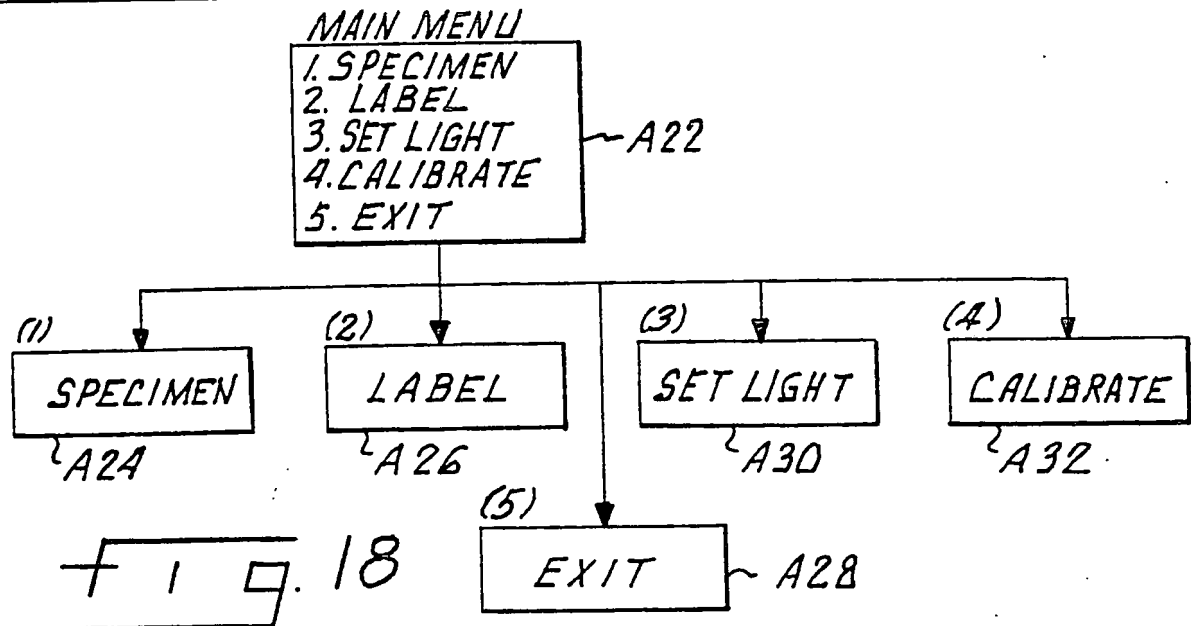 MAIN MENU
1. SPECIMEN
2. LABEL
3. SET LIGHT
4. CALIBRATE
5. EXIT
A22
(1)
SPECIMEN
A24
(2)
LABEL
A26
(3)
SET LIGHT
A30
(4)
CALIBRATE
A32
(5)
EXIT
A28
Fig. 18